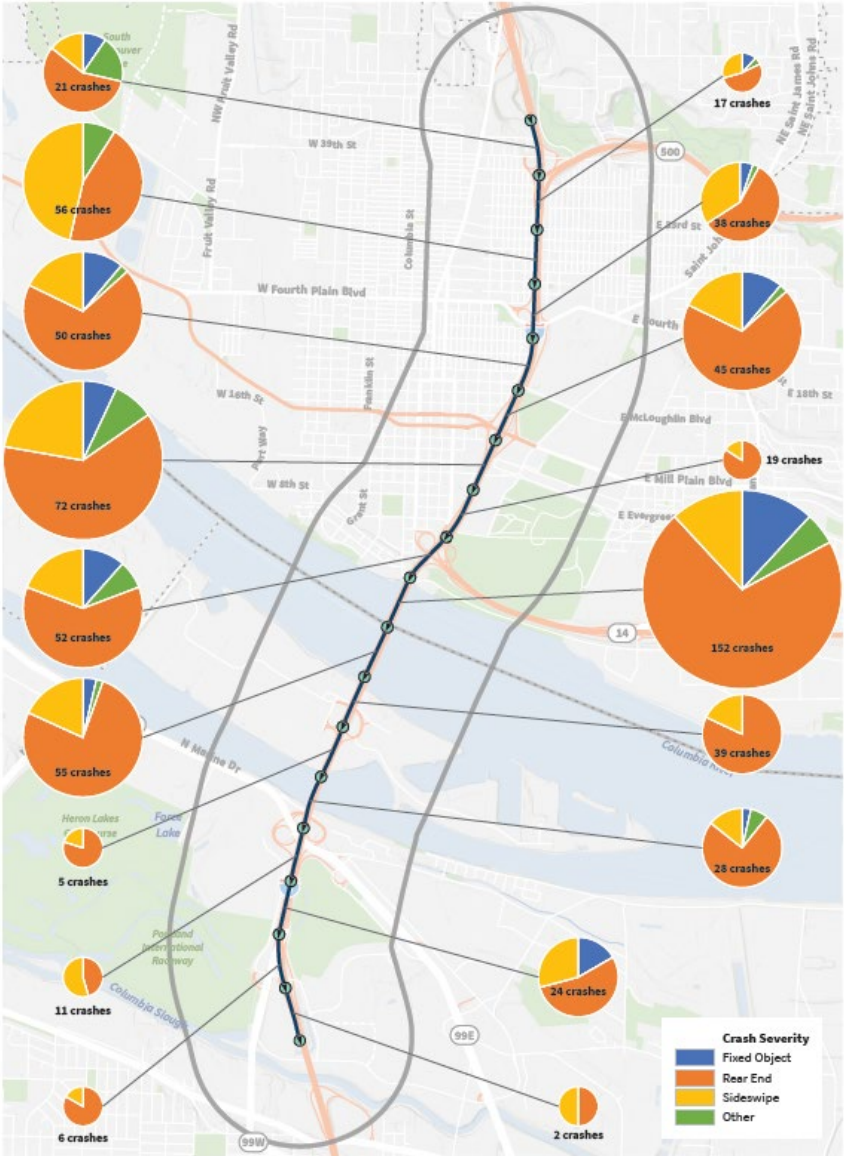 South
21 crashes
NW Fruit Valley Rd
17 crashes
NE Saint James Rd
NE Saint Johns Rd
W 39th St
500
56 crashes
Fruit Valley Rd
Columbia St
38 crashes
E 33rd St
W Fourth Plain Blvd
50 crashes
45 crashes
Franklin St
W 16th St
E 18th St
E McLoughlin Blvd
72 crashes
W 8th St
Grant St
19 crashes
E Mill Plain Blvd
E Evergreen
52 crashes
14
152 crashes
55 crashes
N Marine Dr
39 crashes
Columbia River
Heron Lakes
Force
Lake
5 crashes
28 crashes
Portland
International
Raceway
11 crashes
Columbia Slough
24 crashes
99E
6 crashes
99W
2 crashes
Crash Severity
Fixed Object
Rear End
Sideswipe
Other